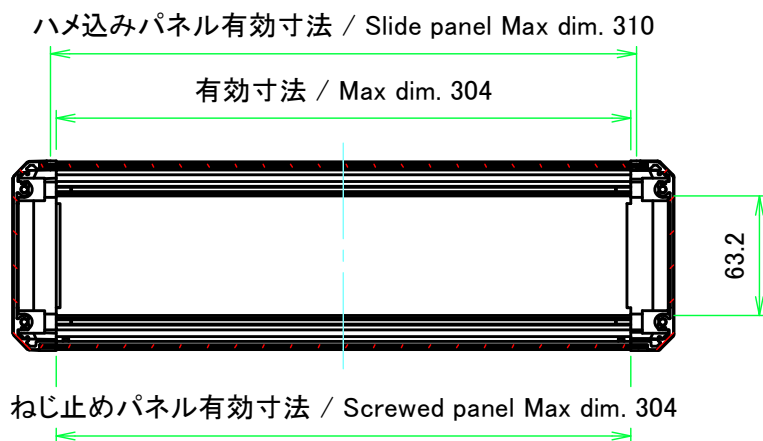 ハメ込みパネル有効寸法 / Slide panel Max dim. 310
有効寸法 / Max dim. 304
63.2
ねじ止めパネル有効寸法 / Screwed panel Max dim. 304